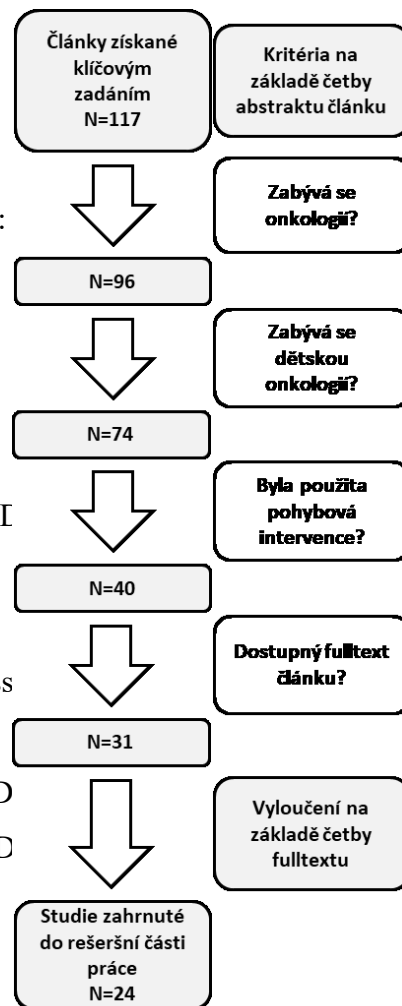 Články získané
klíčovým
zadáním
N=117
Kritéria na
základě četby
abstraktu článku
Zabývá se
onkologií?
:
N=96
Zabývá se
dětskou
onkologií?
N=74
Byla použita
pohybová
intervence?
N=40
Dostupný fulltext
článku?
ss
N=31
Vyloučení na
základě četby
fulltextu
Studie zahrnuté
do rešeršní části
práce
N=24